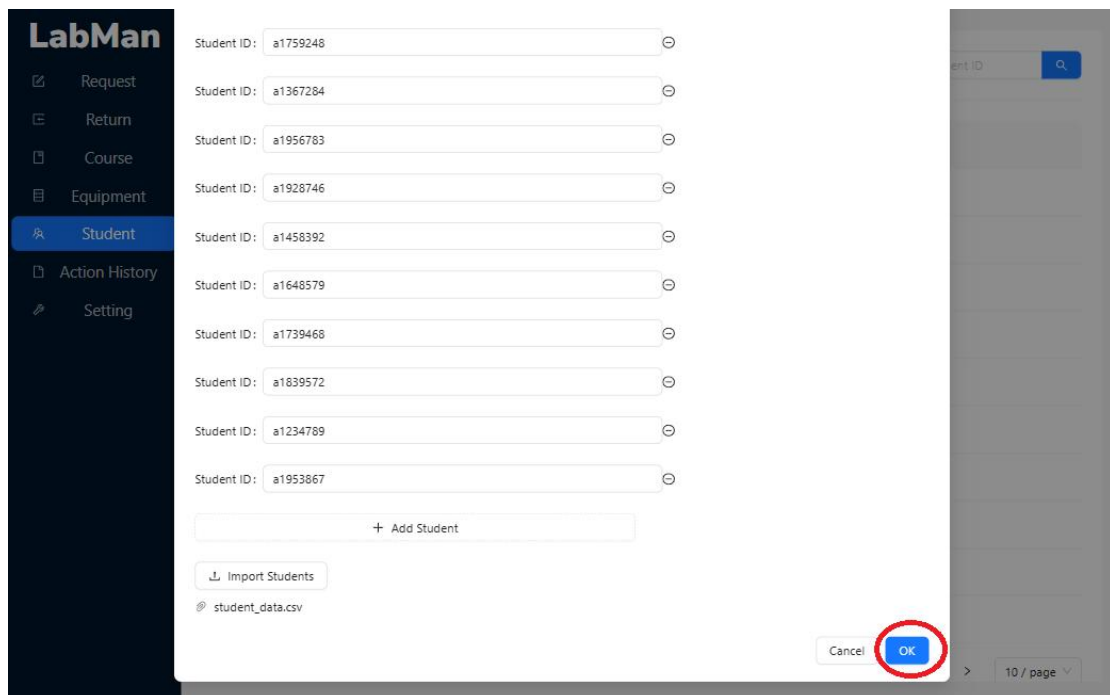 LabMan
Request
Return
Course
Equipment
Student
Action History
Setting
Student ID: a1759248
Student ID: a1367284
Student ID: a1956783
Student ID: a1928746
Student ID: a1458392
Student ID: a1648579
Student ID: a1739468
Student ID: a1839572
Student ID: a1234789
Student ID: a1953867
+ Add Student
Import Students
student_data.csv
Cancel OK
ent ID
> 10 / page